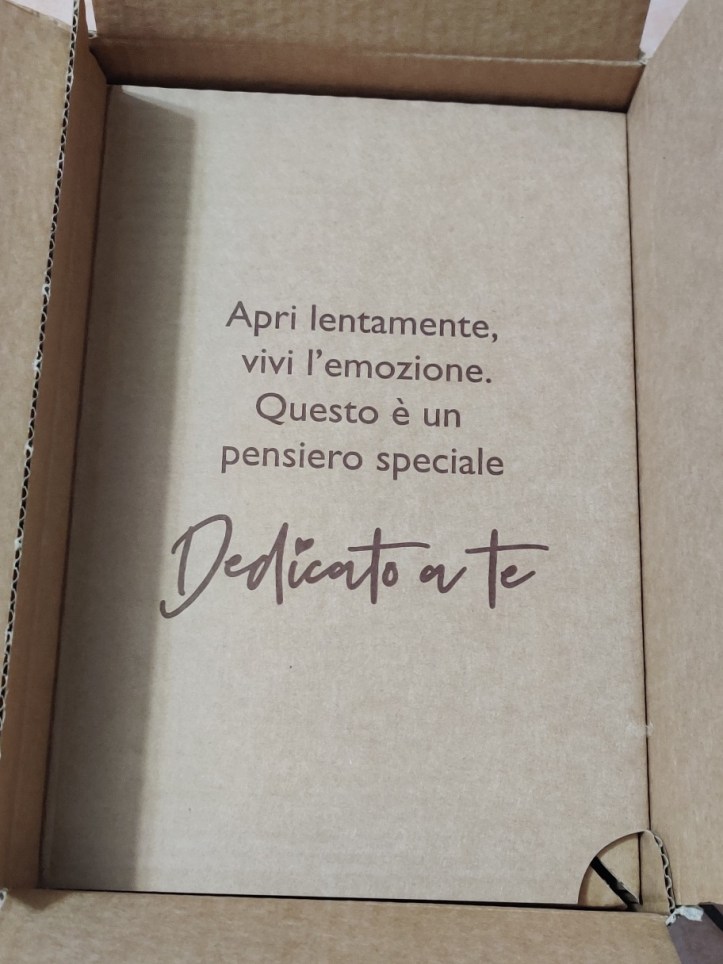 Apri lentamente,
vivi l'emozione.
Questo è un
pensiero speciale
Dedicato a te